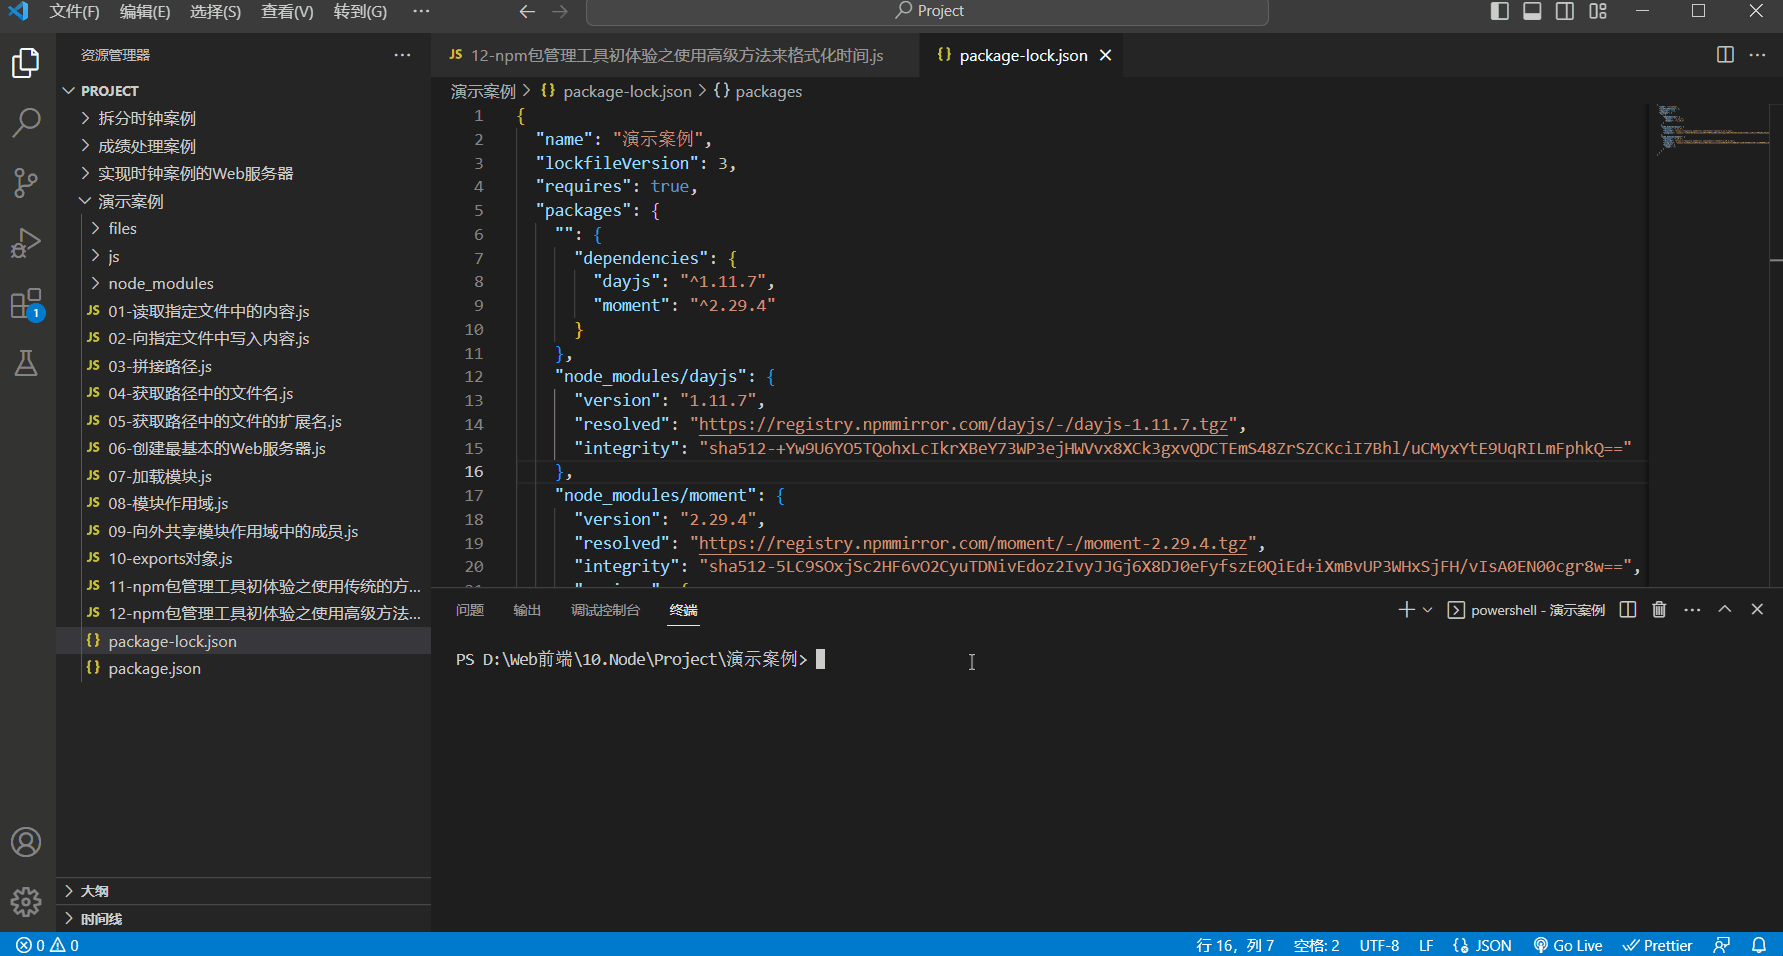 文件(F) 编辑(E) 选择(S) 查看(V) 转到(G) ··· Project
资源管理器 ···
JS 12-npm包管理工具初体验之使用高级方法来格式化时间.js {} package-lock.json
PROJECT
演示案例 > {} package-lock.json > {} packages
拆分时钟案例
成绩处理案例
实现时钟案例的Web服务器
演示案例
files
js
node_modules
JS 01-读取指定文件中的内容.js
JS 02-向指定文件中写入内容.js
JS 03-拼接路径.js
JS 04-获取路径中的文件名.js
JS 05-获取路径中的文件的扩展名.js
JS 06-创建最基本的Web服务器.js
JS 07-加载模块.js
JS 08-模块作用域.js
JS 09-向外共享模块作用域中的成员.js
JS 10-exports对象.js
JS 11-npm包管理工具初体验之使用传统的方...
JS 12-npm包管理工具初体验之使用高级方法...
{} package-lock.json
{} package.json
大纲
时间线
1 {
2 "name": "演示案例",
3 "lockfileVersion": 3,
4 "requires": true,
5 "packages": {
6 "": {
7 "dependencies": {
8 "dayjs": "^1.11.7",
9 "moment": "^2.29.4"
10 }
11 },
12 "node_modules/dayjs": {
13 "version": "1.11.7",
14 "resolved": "https://registry.npmmirror.com/dayjs/-/dayjs-1.11.7.tgz",
15 "integrity": "sha512-+Yw9U6YO5TQohxLcIkrXBeY73WP3ejHWVvx8XCk3gxvQDCTEmS48ZrSZCKciI7Bhl/uCMyxYtE9UqRILmFphkQ=="
16 },
17 "node_modules/moment": {
18 "version": "2.29.4",
19 "resolved": "https://registry.npmmirror.com/moment/-/moment-2.29.4.tgz",
20 "integrity": "sha512-5LC9SOxjSc2HF6vO2CyuTDNivEdoz2IvyJJGj6X8DJ0eFyfszE0QiEd+iXmBvUP3WHxSjFH/vIsA0EN00cgr8w==",
问题 输出 调试控制台 终端 powershell - 演示案例
PS D:\Web前端\10.Node\Project\演示案例>
1
0 0 行 16，列 7 空格: 2 UTF-8 LF JSON Go Live Prettier